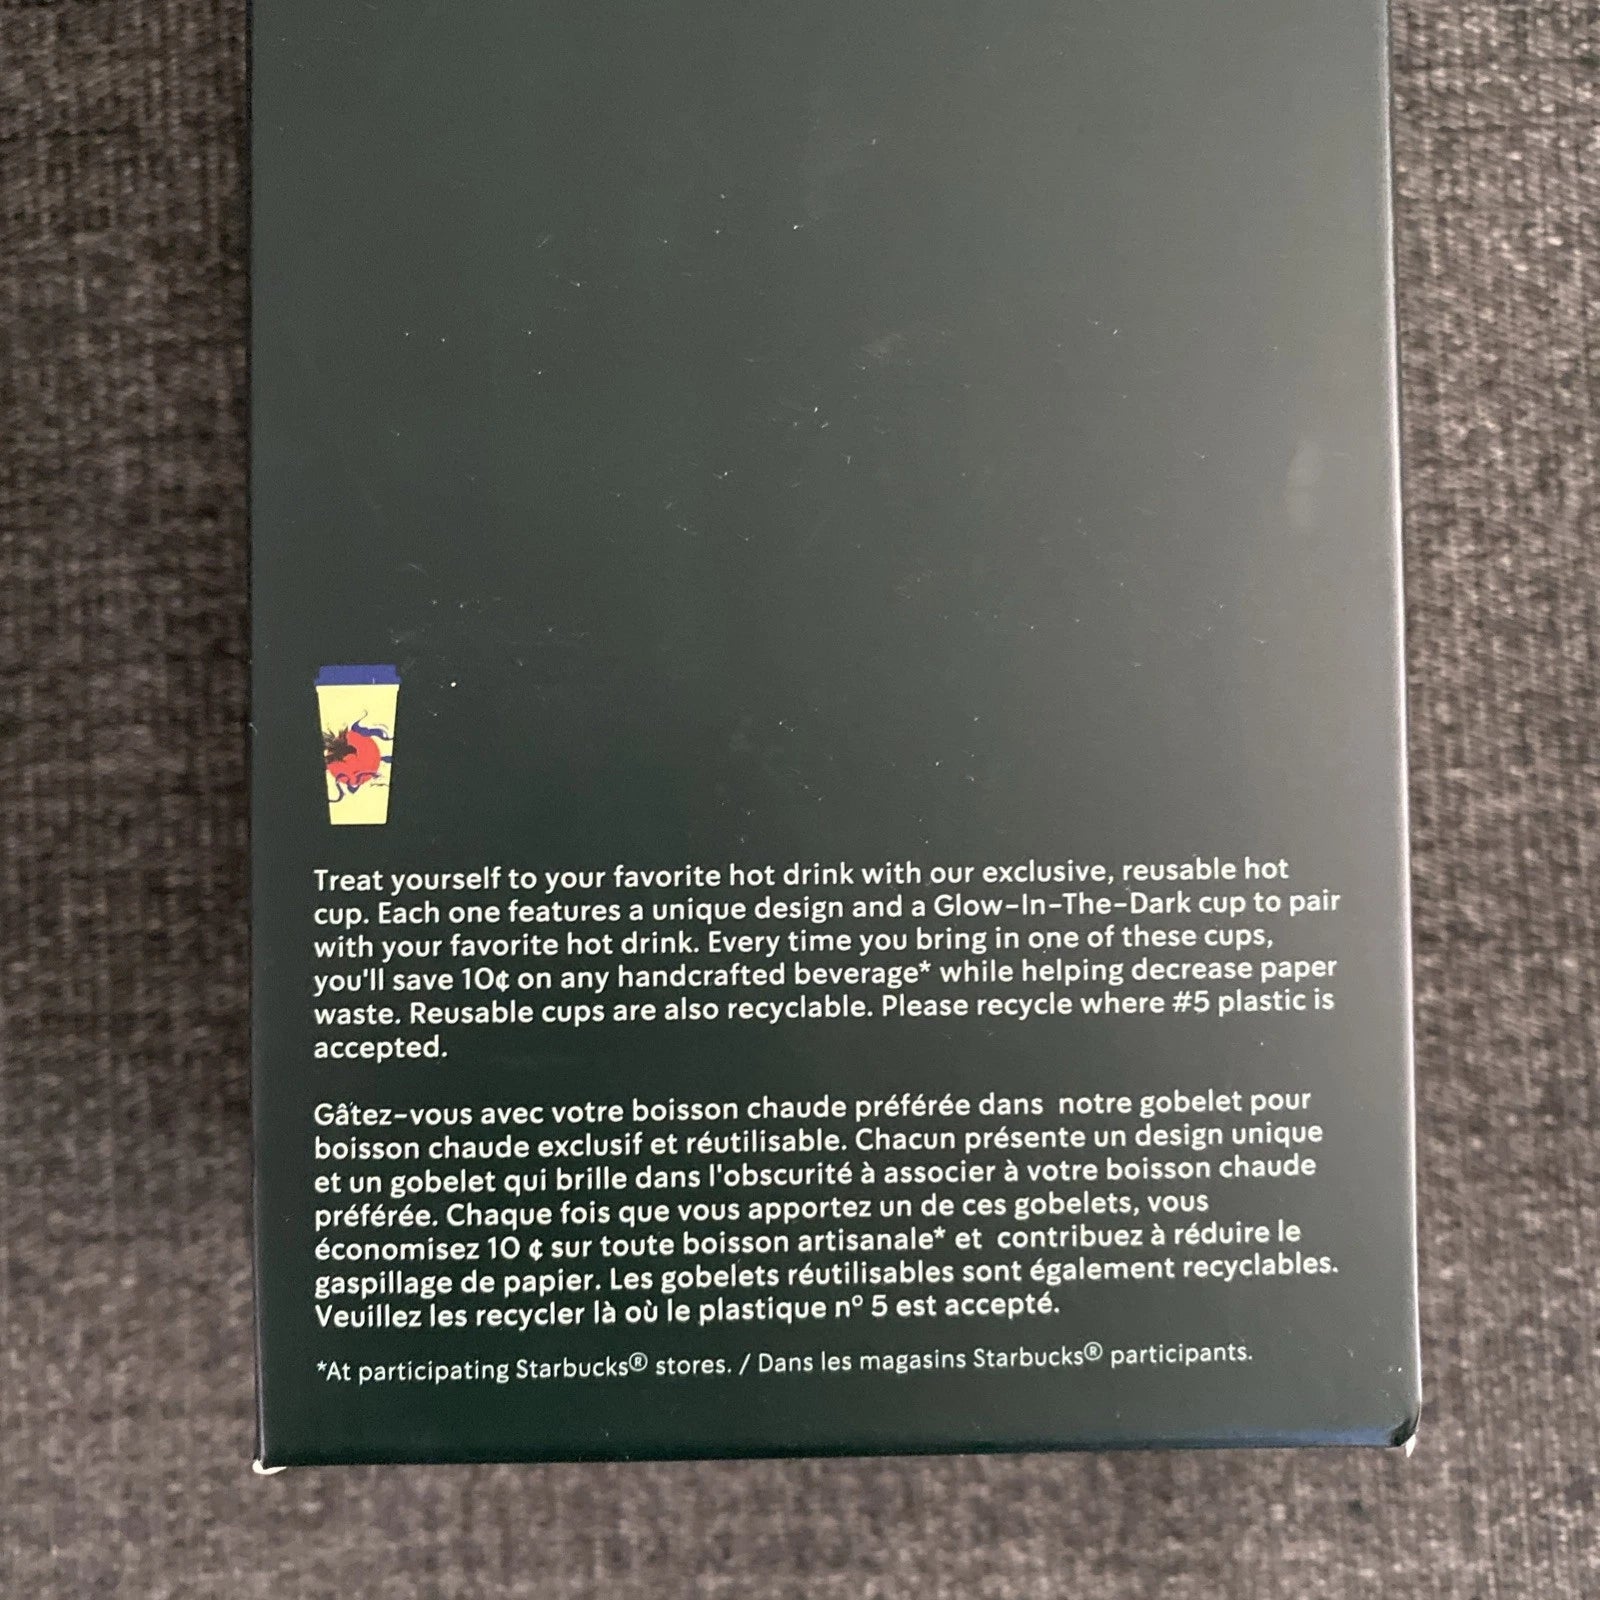 Treat yourself to your favorite hot drink with our exclusive, reusable hot
cup. Each one features a unique design and a Glow-In-The-Dark cup to pair
with your favorite hot drink. Every time you bring in one of these cups,
you'll save 10¢ on any handcrafted beverage* while helping decrease paper
waste. Reusable cups are also recyclable. Please recycle where #5 plastic is
accepted.
Gâtez-vous avec votre boisson chaude préférée dans notre gobelet pour
boisson chaude exclusif et réutilisable. Chacun présente un design unique
et un gobelet qui brille dans l'obscurité à associer à votre boisson chaude
préférée. Chaque fois que vous apportez un de ces gobelets, vous
économisez 10 ¢ sur toute boisson artisanale* et contribuez à réduire le
gaspillage de papier. Les gobelets réutilisables sont également recyclables.
Veuillez les recycler là où le plastique nº 5 est accepté.
*At participating Starbucks® stores. / Dans les magasins Starbucks® participants.